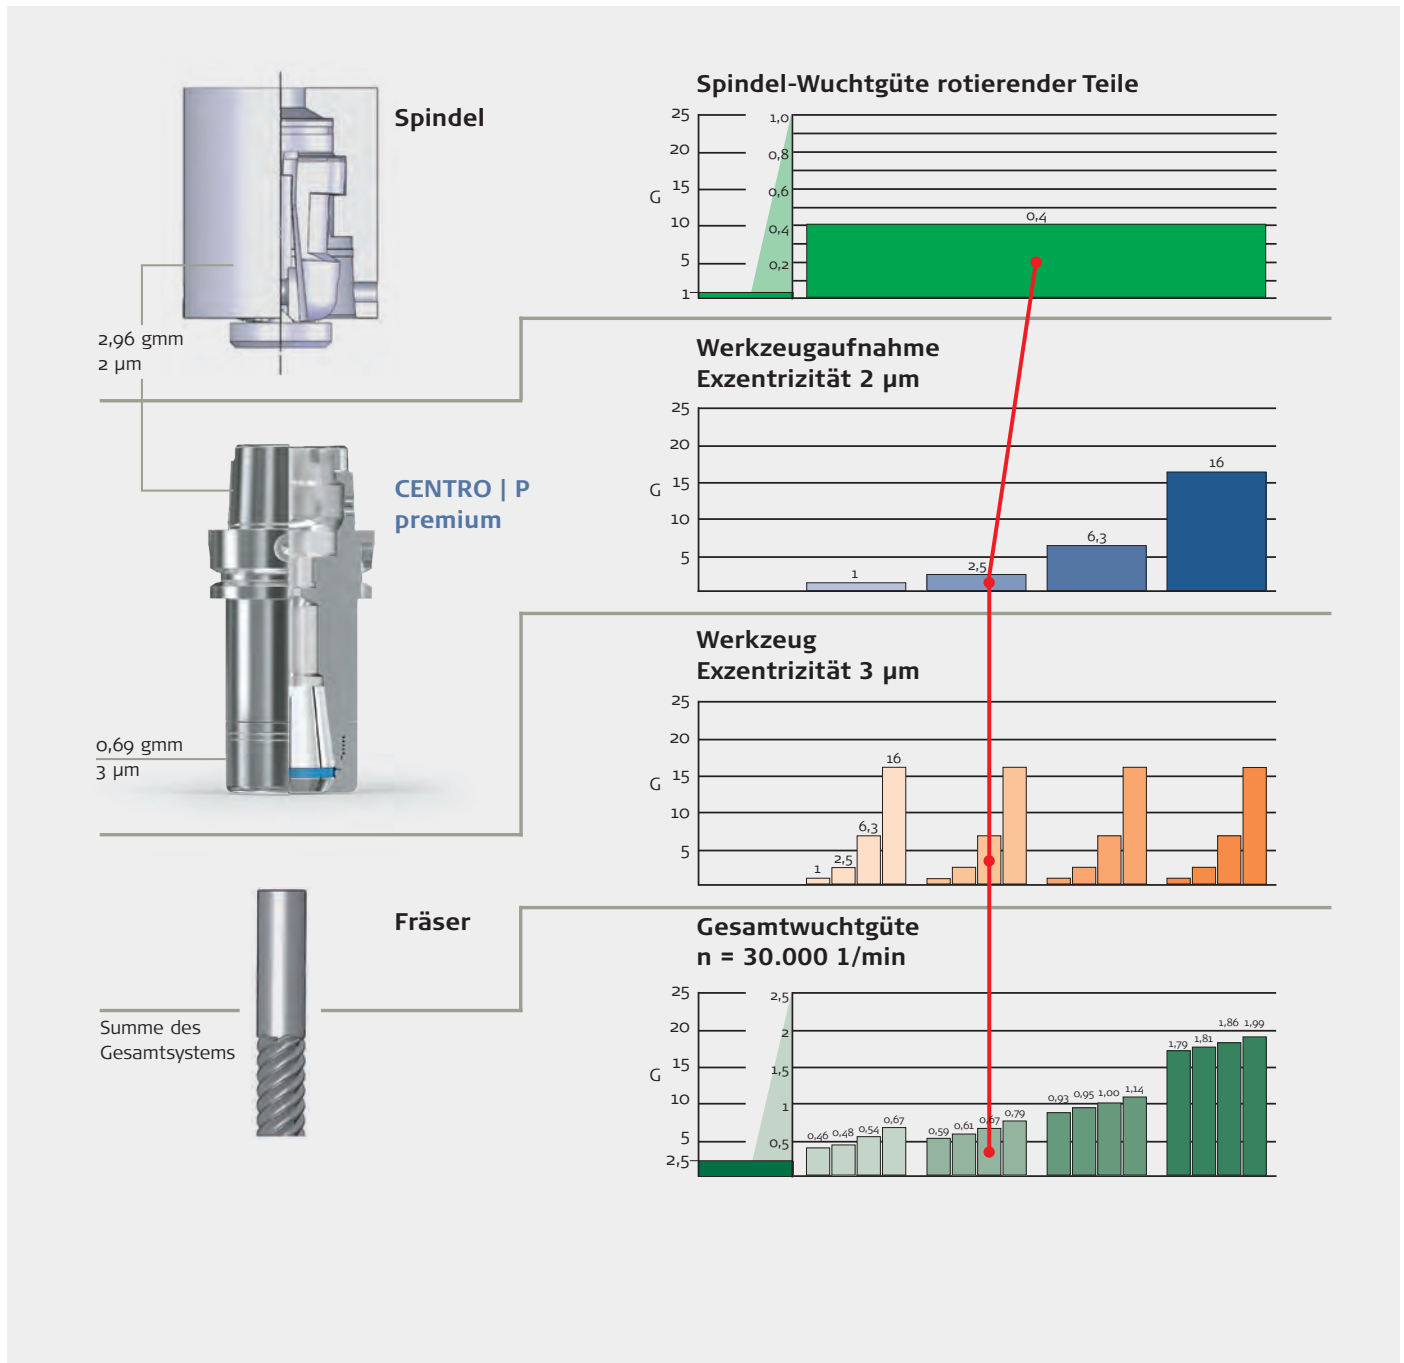 Spindel
2,96 gmm
2 µm
CENTRO | P
premium
0,69 gmm
3 µm
Fräser
Summe des
Gesamtsystems
Spindel-Wuchtgüte rotierender Teile
25
20
15
10
5
1
G
1,0
0,8
0,6
0,4
0,2
0,4
Werkzeugaufnahme
Exzentrizität 2 µm
25
20
15
10
5
G
1
2,5
6,3
16
Werkzeug
Exzentrizität 3 µm
25
20
15
10
5
G
1
2,5
6,3
16
Gesamtwuchtgüte
n = 30.000 1/min
25
20
15
10
5
2,5
G
2,5
2
1,5
1
0,5
0,46 0,48 0,54 0,67
0,59 0,61 0,67 0,79
0,93 0,95 1,00 1,14
1,79 1,81 1,86 1,99